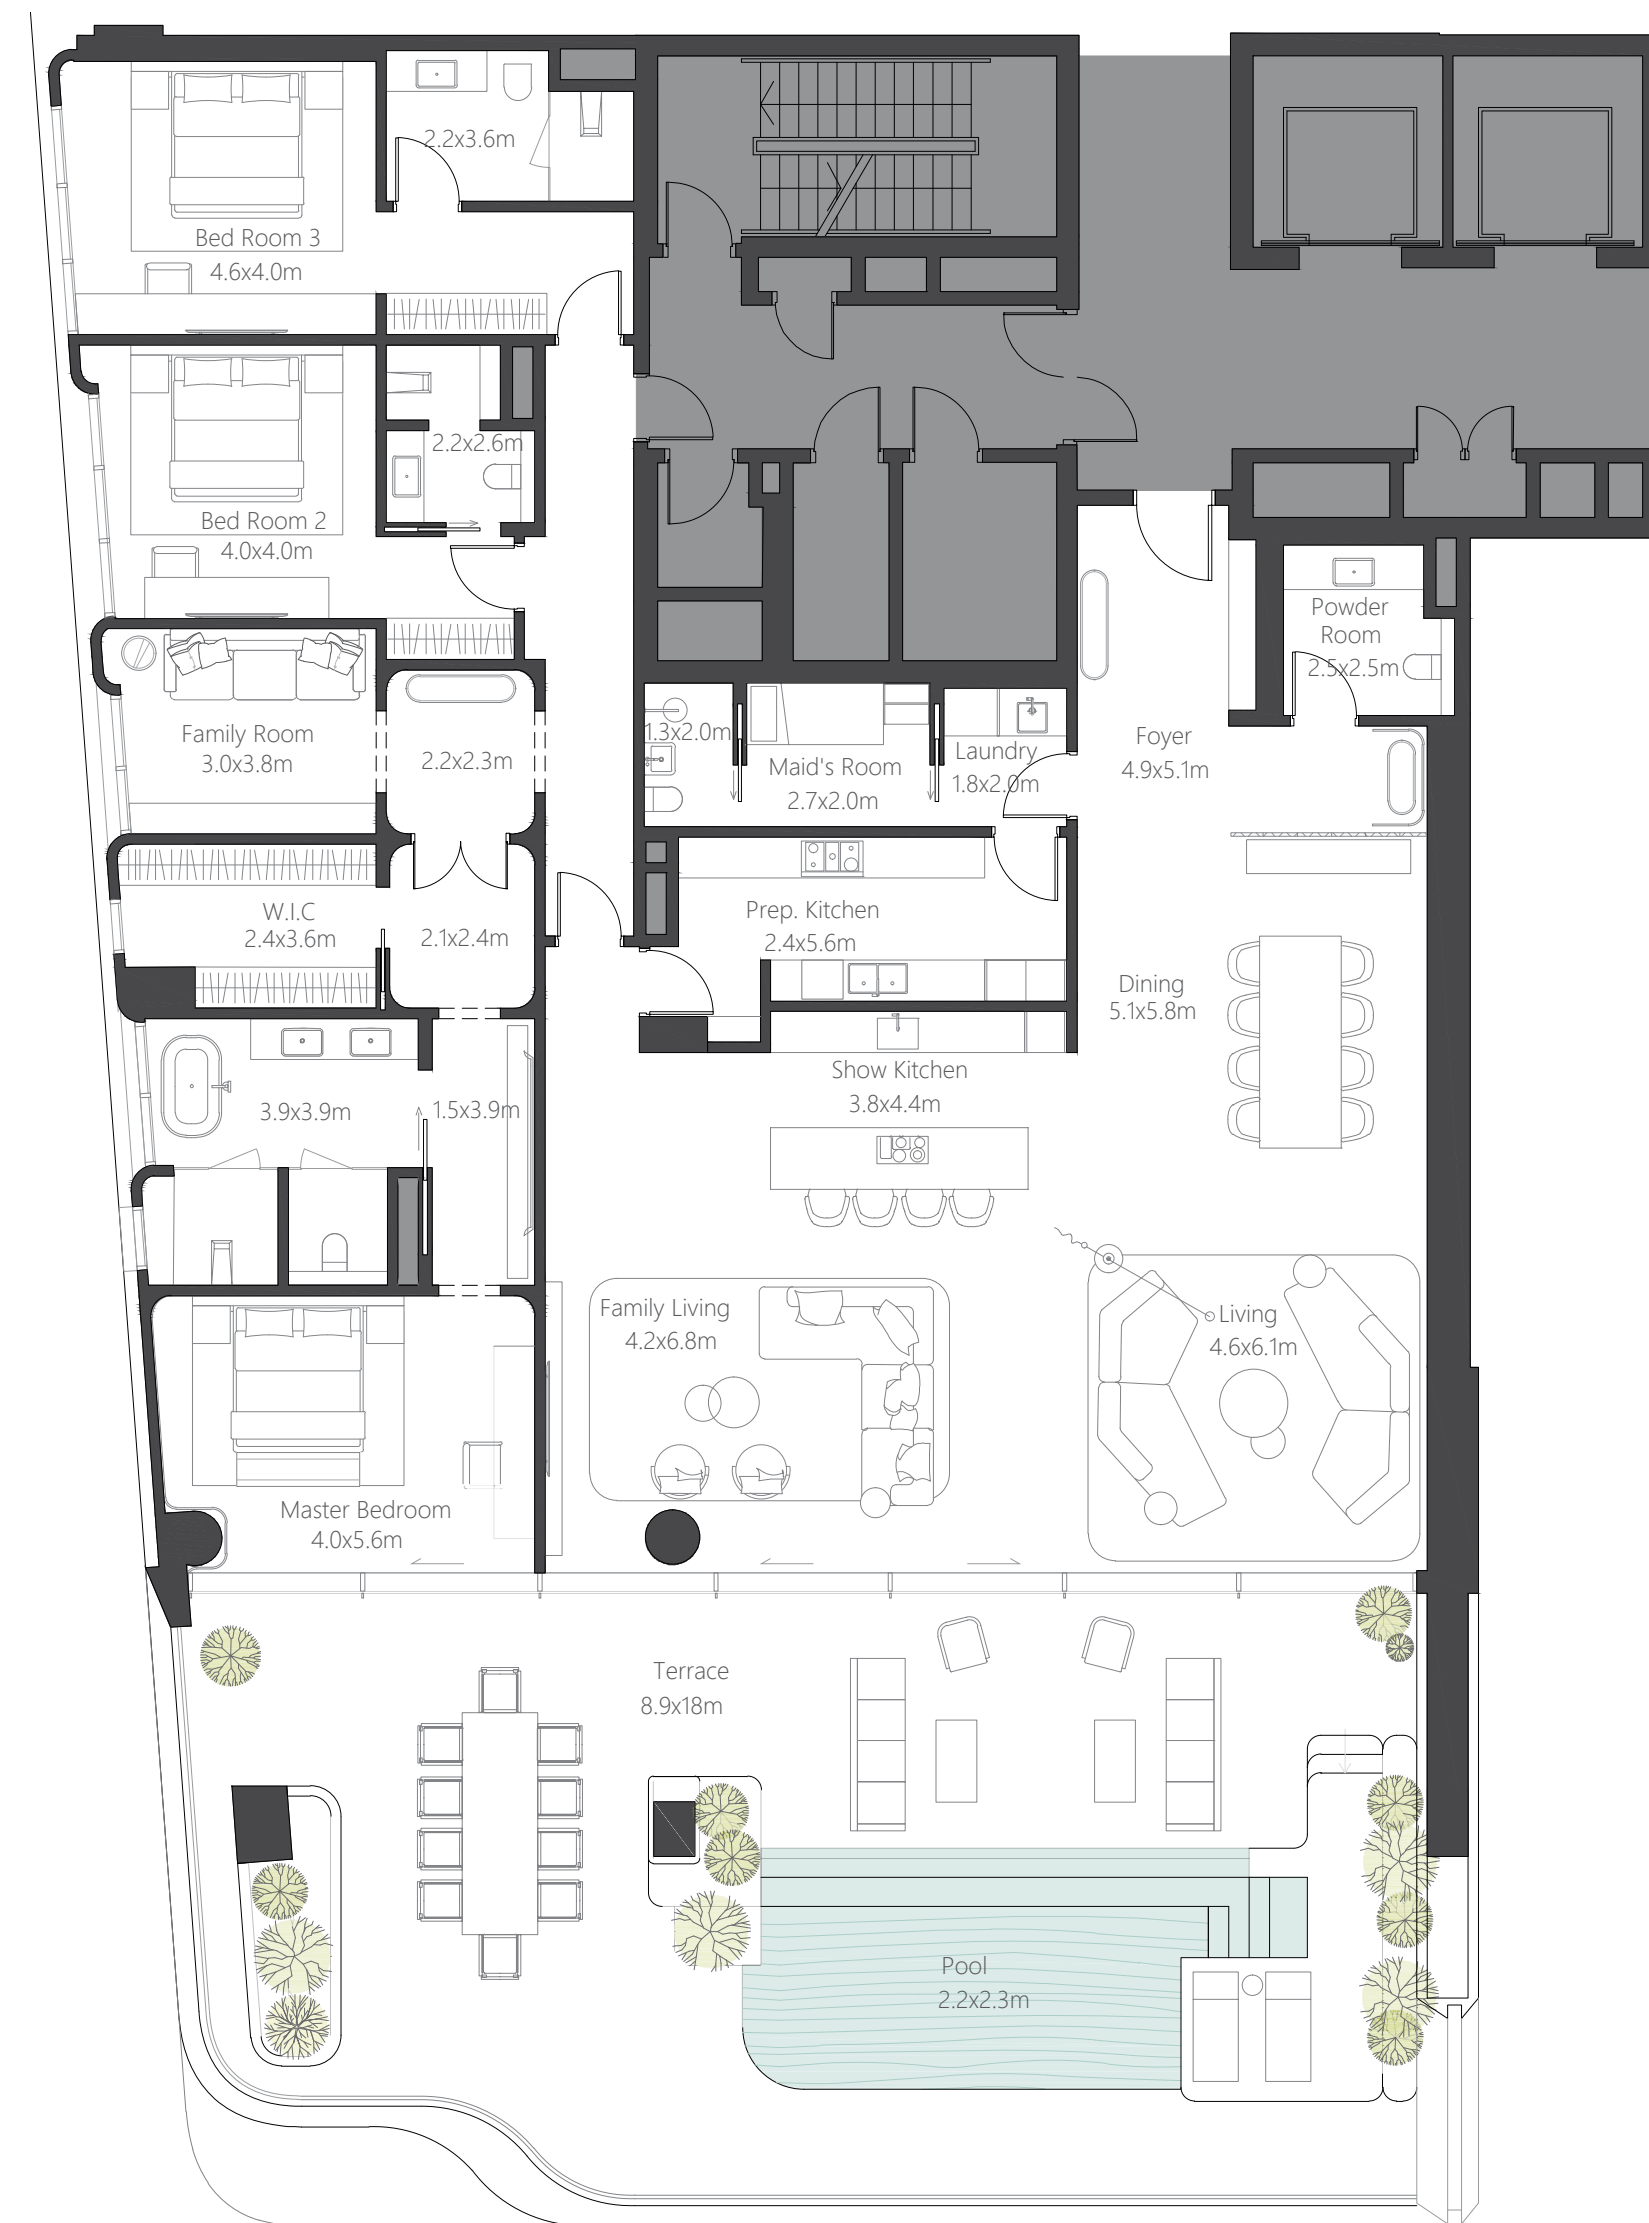 2.2x3.6m
Bed Room 3
4.6x4.0m
2.2x2.6m
Bed Room 2
4.0x4.0m
Powder
Room
2.5x2.5m
Family Room
3.0x3.8m
2.2x2.3m
1.3x2.0m
Maid's Room
2.7x2.0m
Laundry
1.8x2.0m
Foyer
4.9x5.1m
W.I.C
2.4x3.6m
2.1x2.4m
Prep. Kitchen
2.4x5.6m
Dining
5.1x5.8m
Show Kitchen
3.8x4.4m
3.9x3.9m
1.5x3.9m
Family Living
4.2x6.8m
Living
4.6x6.1m
Master Bedroom
4.0x5.6m
Terrace
8.9x18m
Pool
2.2x2.3m